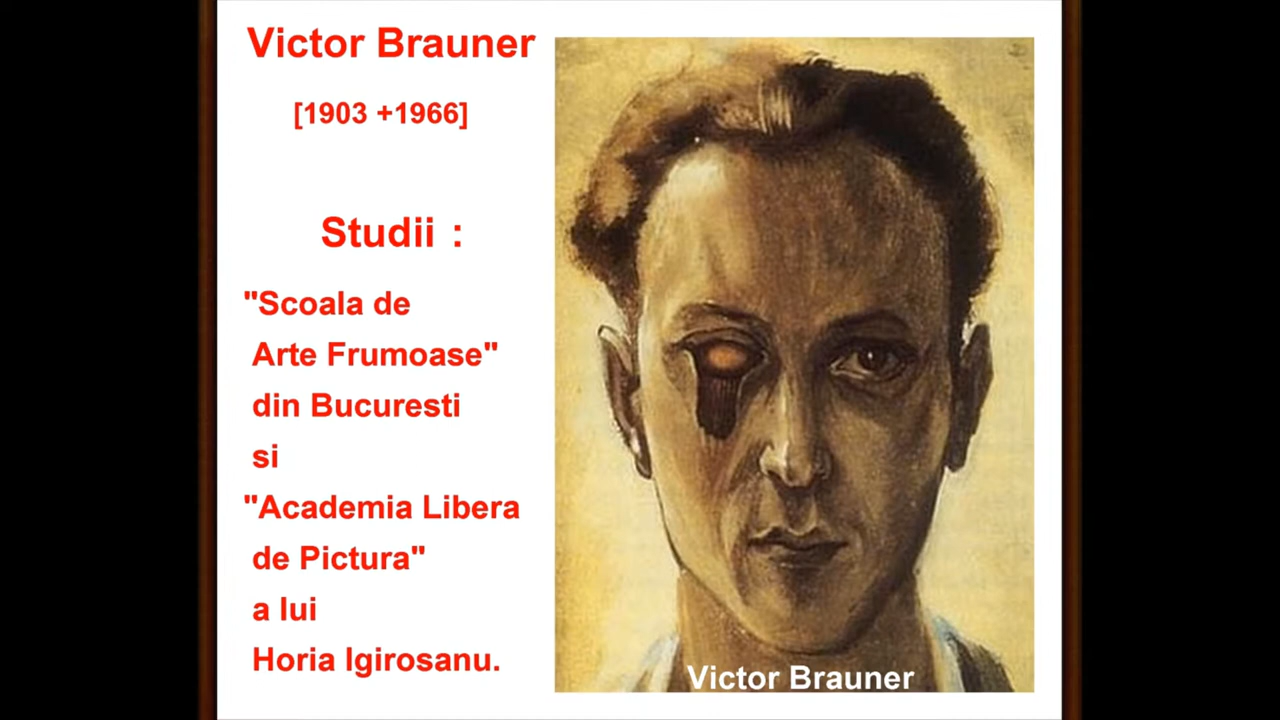 Victor Brauner
[1903 +1966]
Studii :
"Scoala de
Arte Frumoase"
din Bucuresti
si
"Academia Libera
de Pictura"
a lui
Horia Igirosanu.
Victor Brauner